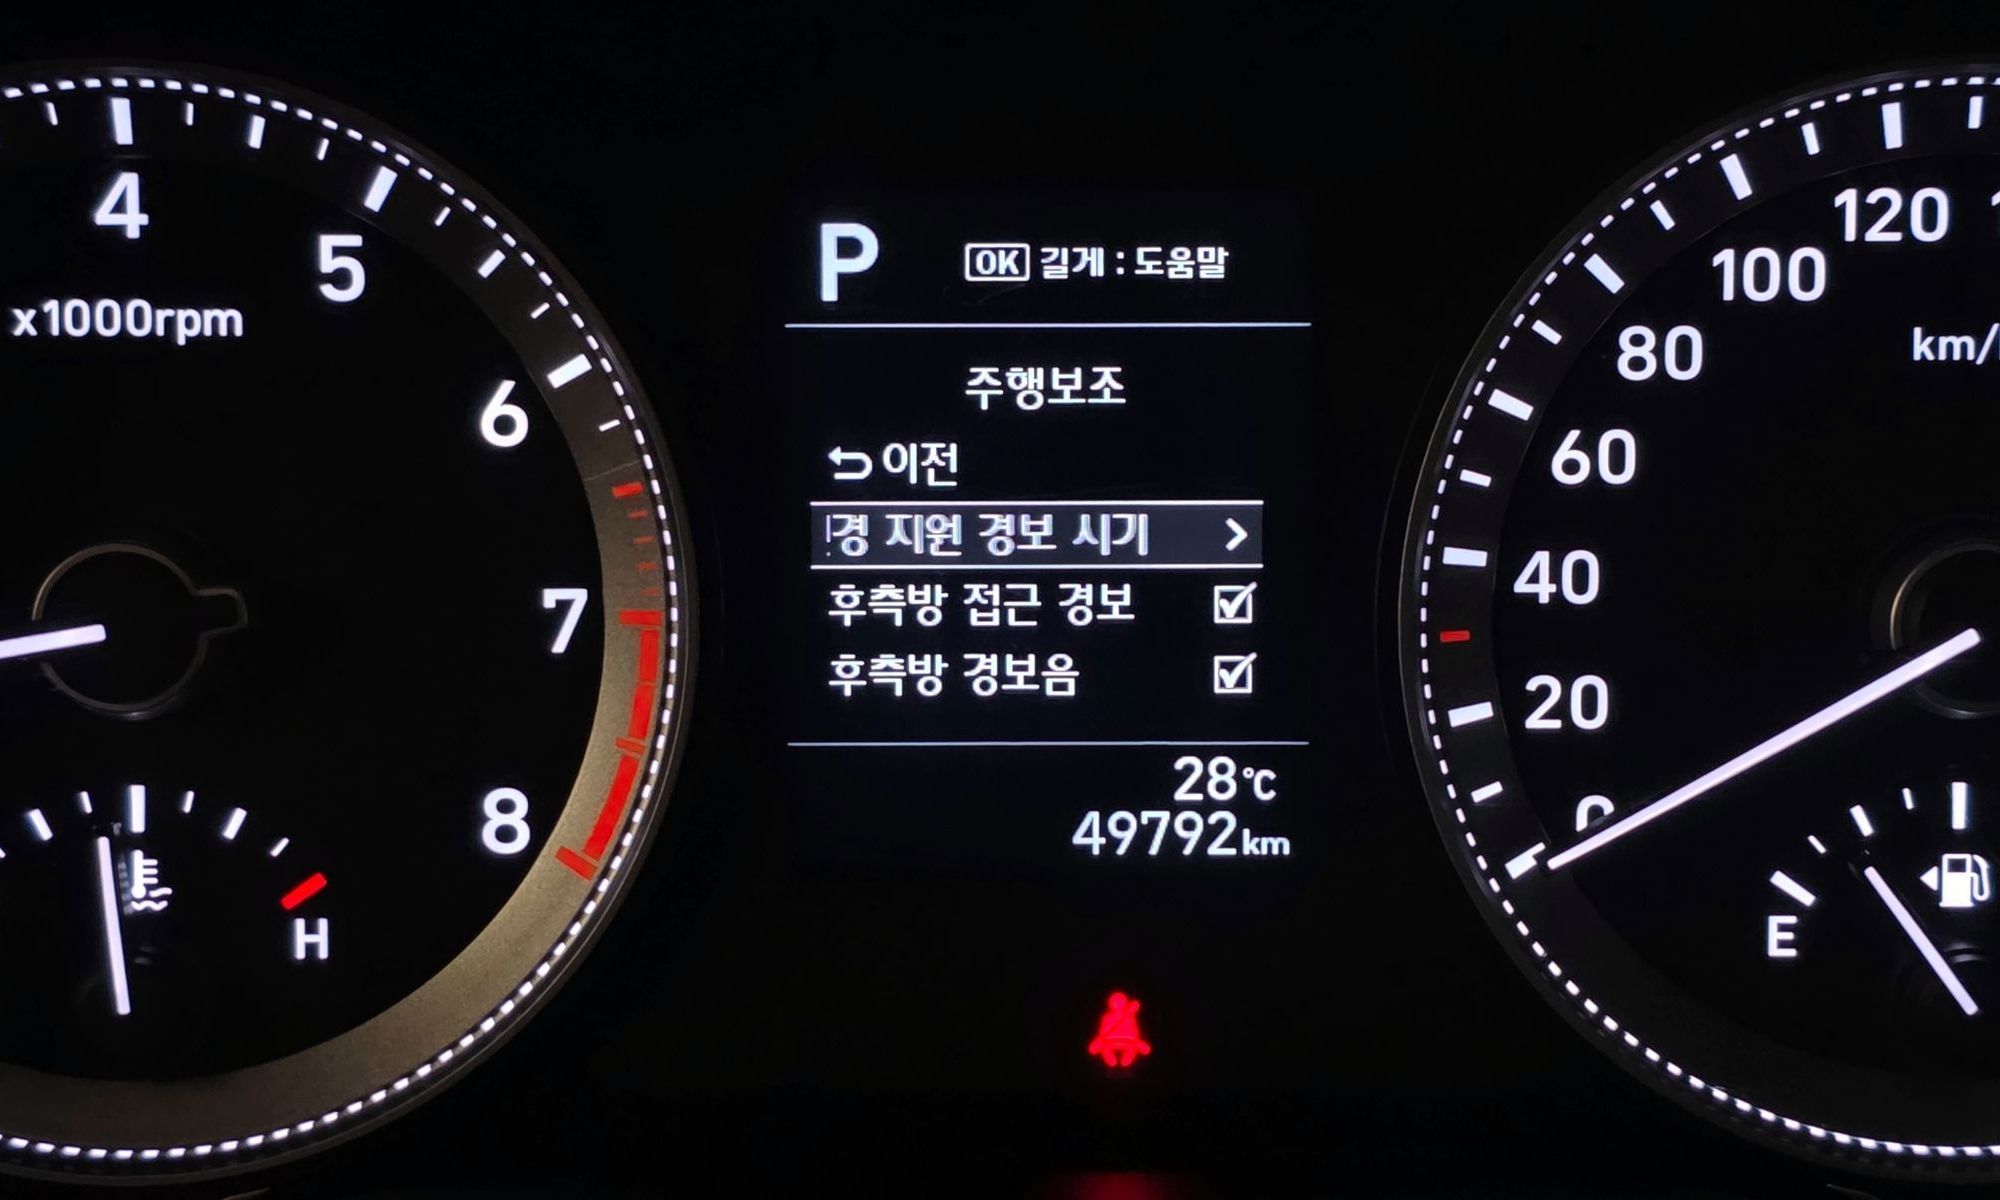 4
5
x1000rpm
6
7
8
H
P
OK 길게 : 도움말
주행보조
이전
경 지원 경보 시기
후측방 접근 경보
후측방 경보음
28℃
49792km
120
100
km/
80
60
40
20
0
E